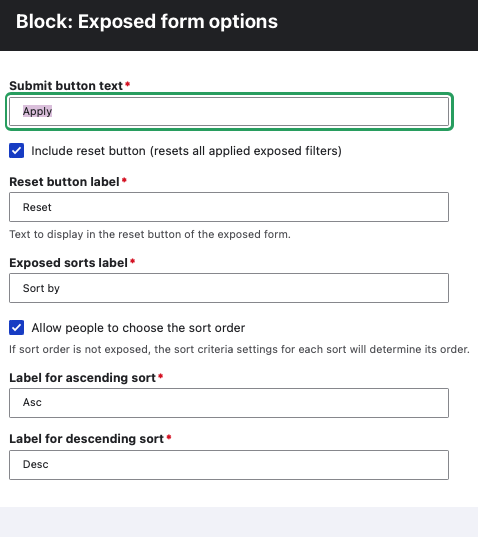 Block: Exposed form options
Submit button text*
Apply
Include reset button (resets all applied exposed filters)
Reset button label*
Reset
Text to display in the reset button of the exposed form.
Exposed sorts label*
Sort by
Allow people to choose the sort order
If sort order is not exposed, the sort criteria settings for each sort will determine its order.
Label for ascending sort*
Asc
Label for descending sort*
Desc